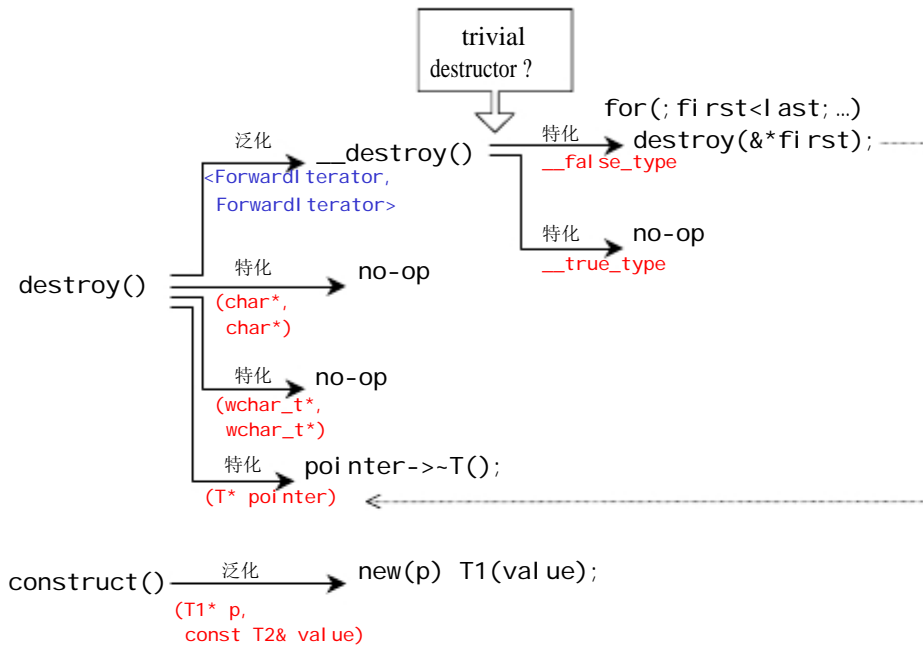 trivial
destructor ?
for(;first<last;…)
泛化
__destroy()
特化
destroy(&*first);
__false_type
<ForwardIterator,
ForwardIterator>
特化
no-op
__true_type
destroy()
特化
no-op
(char*,
char*)
特化
no-op
(wchar_t*,
wchar_t*)
特化
pointer->~T();
(T* pointer)
construct()
泛化
new(p) T1(value);
(T1* p,
const T2& value)